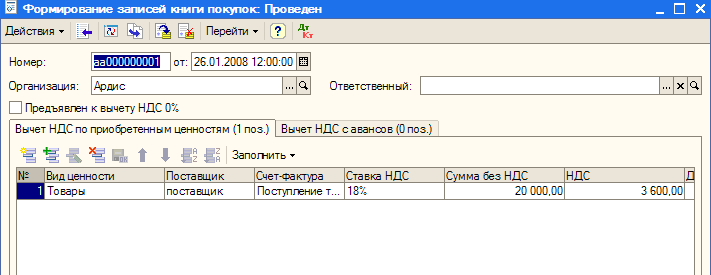 Формирование записей книги покупок: Проведен
Действия Перейти ? Дт Кт
Номер: аа000000001 от: 26.01.2008 12:00:00
Организация: Ардис ... Ответственный: ... x
Предъявлен к вычету НДС 0%
Вычет НДС по приобретенным ценностям (1 поз.) Вычет НДС с авансов (0 поз.)
Заполнить
№ Вид ценности Поставщик Счет-фактура Ставка НДС Сумма без НДС НДС Д
1 Товары поставщик Поступление т... 18% 20 000,00 3 600,00